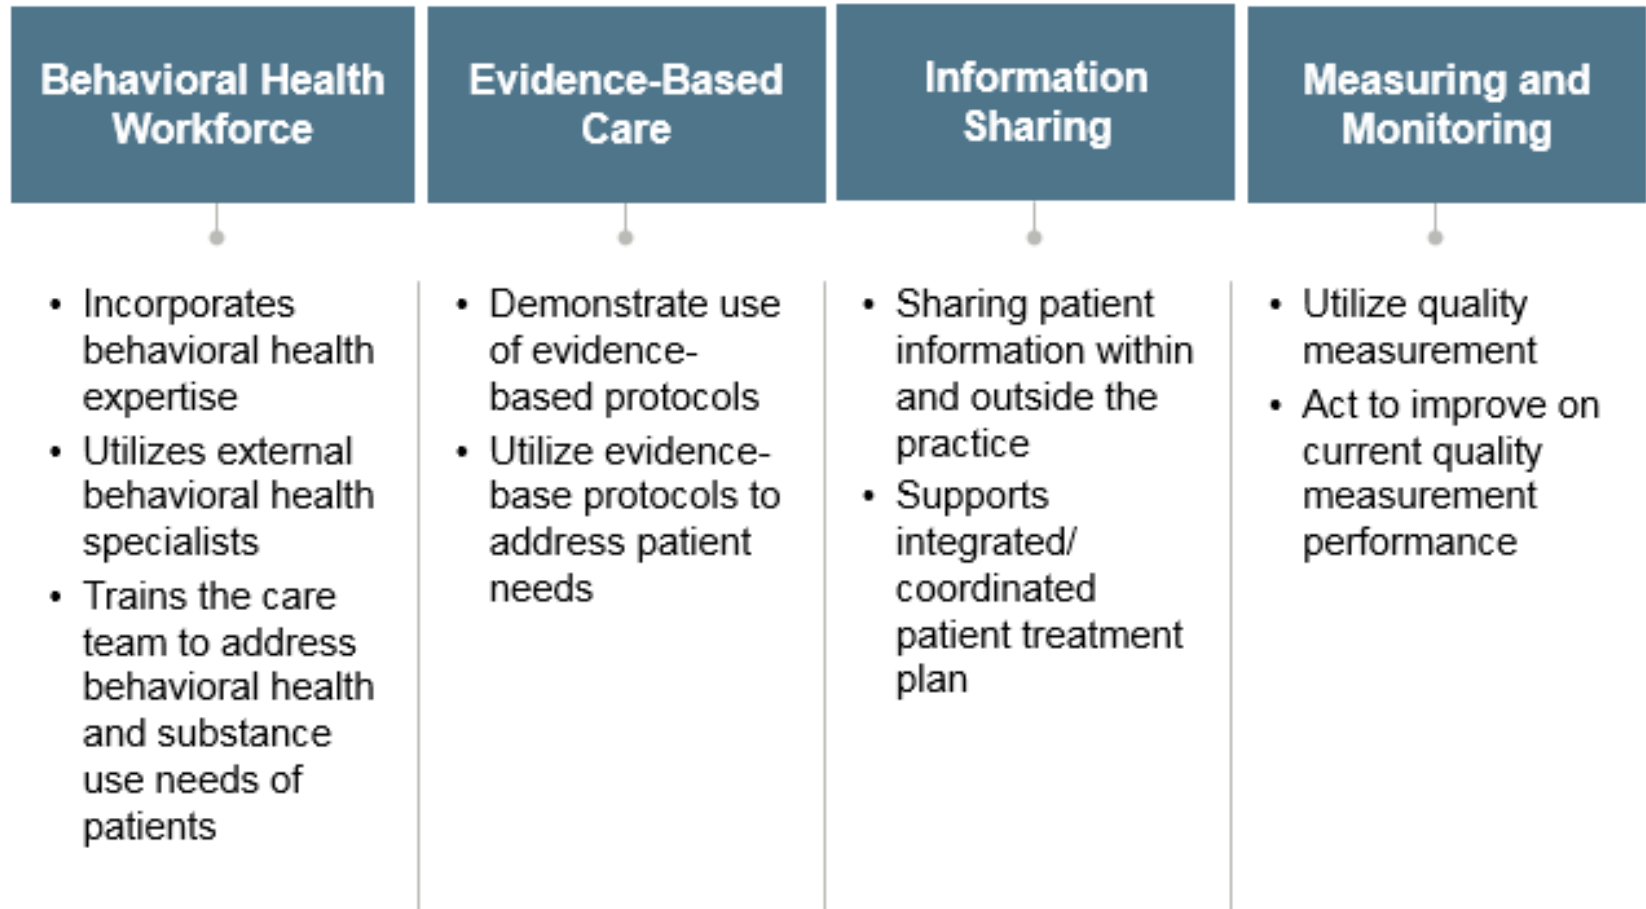 Behavioral Health
Workforce
• Incorporates
behavioral health
expertise
• Utilizes external
behavioral health
specialists
• Trains the care
team to address
behavioral health
and substance
use needs of
patients
Evidence-Based
Care
• Demonstrate use
of evidence-
based protocols
• Utilize evidence-
base protocols to
address patient
needs
Information
Sharing
• Sharing patient
information within
and outside the
practice
• Supports
integrated/
coordinated
patient treatment
plan
Measuring and
Monitoring
• Utilize quality
measurement
• Act to improve on
current quality
measurement
performance